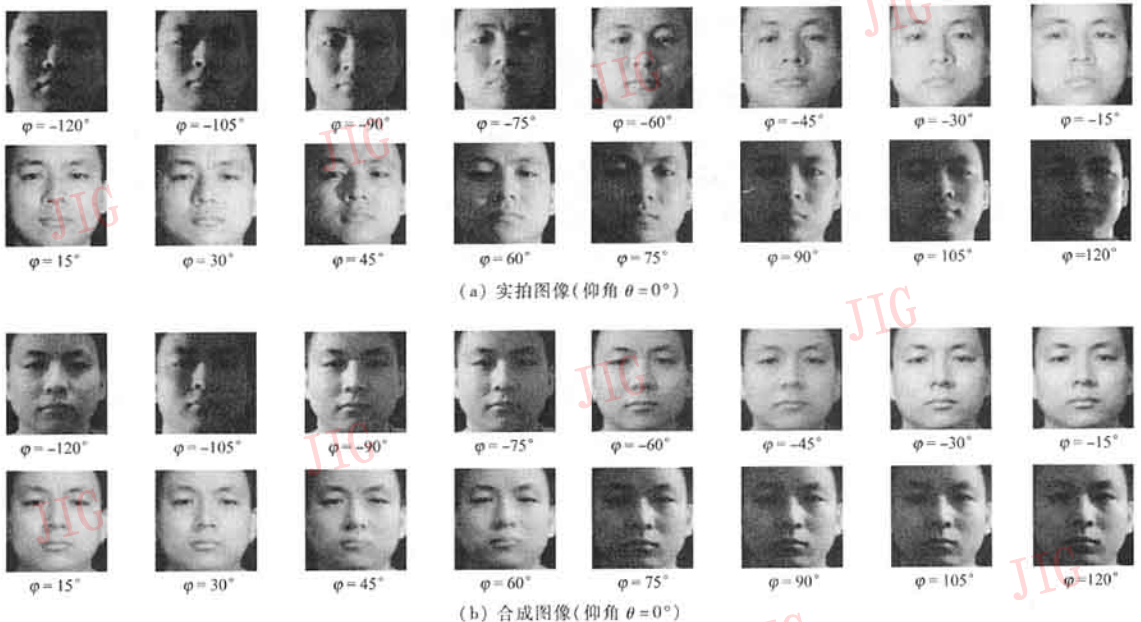 φ = -120° φ = -105° φ = -90° φ = -75° φ = -60° φ = -45° φ = -30° φ = -15°
φ = 15° φ = 30° φ = 45° φ = 60° φ = 75° φ = 90° φ = 105° φ = 120°
(a) 实拍图像(仰角 θ=0°)
φ = -120° φ = -105° φ = -90° φ = -75° φ = -60° φ = -45° φ = -30° φ = -15°
φ = 15° φ = 30° φ = 45° φ = 60° φ = 75° φ = 90° φ = 105° φ = 120°
(b) 合成图像(仰角 θ=0°)
JIG
JIG
JIG
JIG
JIG
JIG
JIG
JIG
JIG